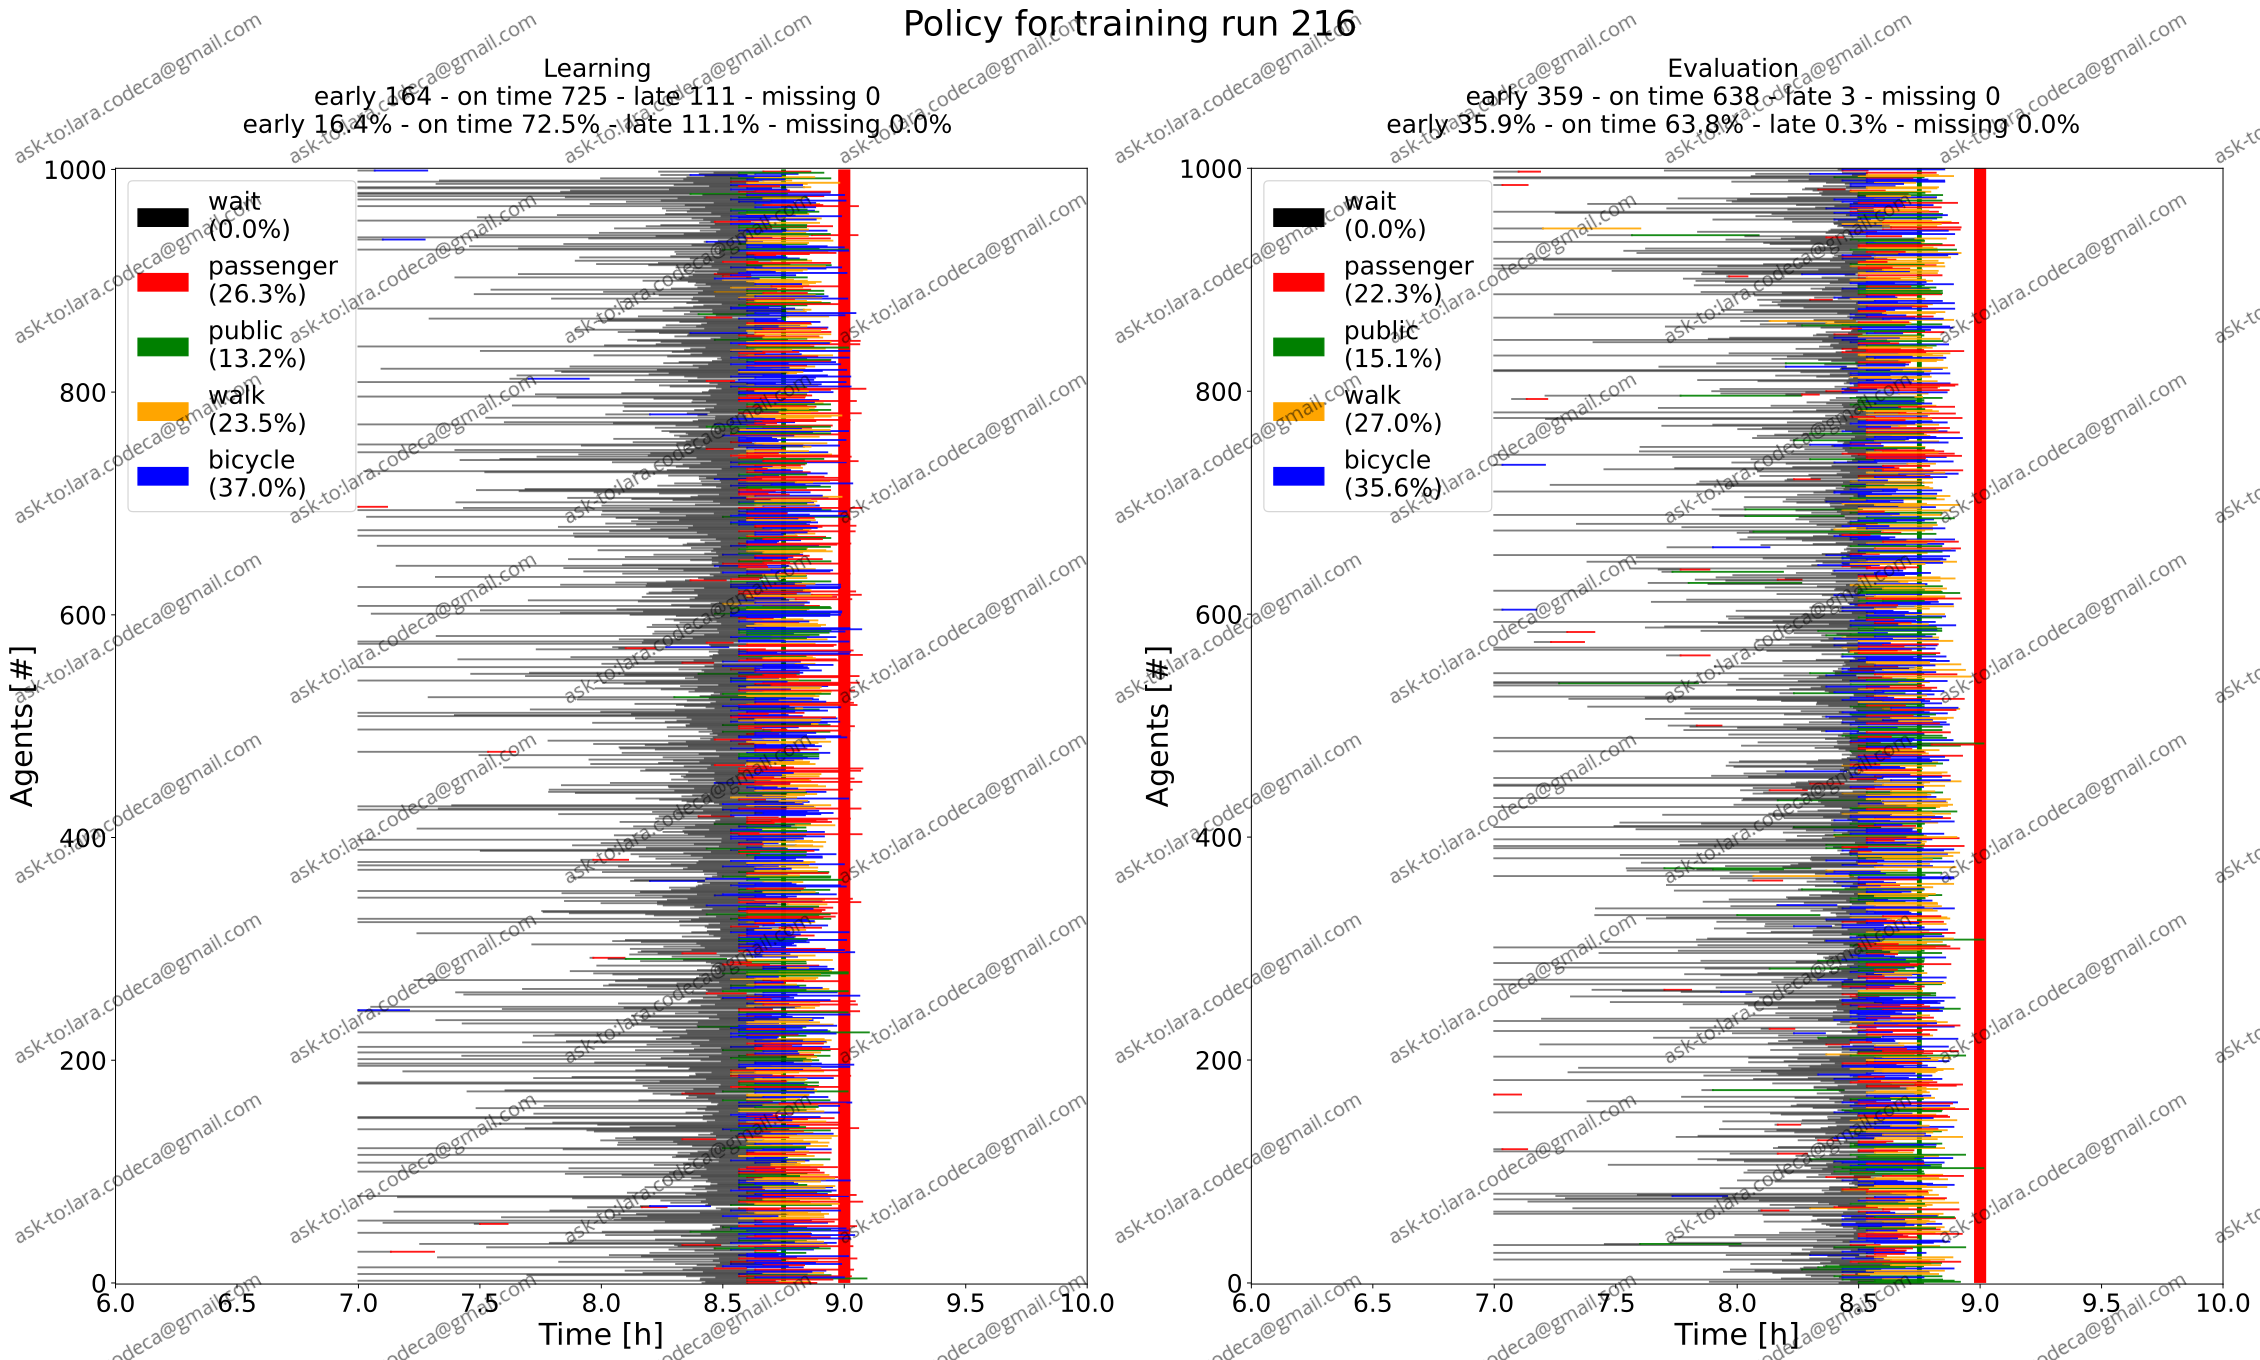 Policy for training run 216
Learning
early 164 - on time 725 - late 111 - missing 0
early 16.4% - on time 72.5% - late 11.1% - missing 0.0%
Agents [#]
1000
800
600
400
200
0
wait
(0.0%)
passenger
(26.3%)
public
(13.2%)
walk
(23.5%)
bicycle
(37.0%)
6.0 6.5 7.0 7.5 8.0 8.5 9.0 9.5 10.0
Time [h]
Evaluation
early 359 - on time 638 - late 3 - missing 0
early 35.9% - on time 63.8% - late 0.3% - missing 0.0%
Agents [#]
1000
800
600
400
200
0
wait
(0.0%)
passenger
(22.3%)
public
(15.1%)
walk
(27.0%)
bicycle
(35.6%)
6.0 6.5 7.0 7.5 8.0 8.5 9.0 9.5 10.0
Time [h]
ask-to:lara.codeca@gmail.com